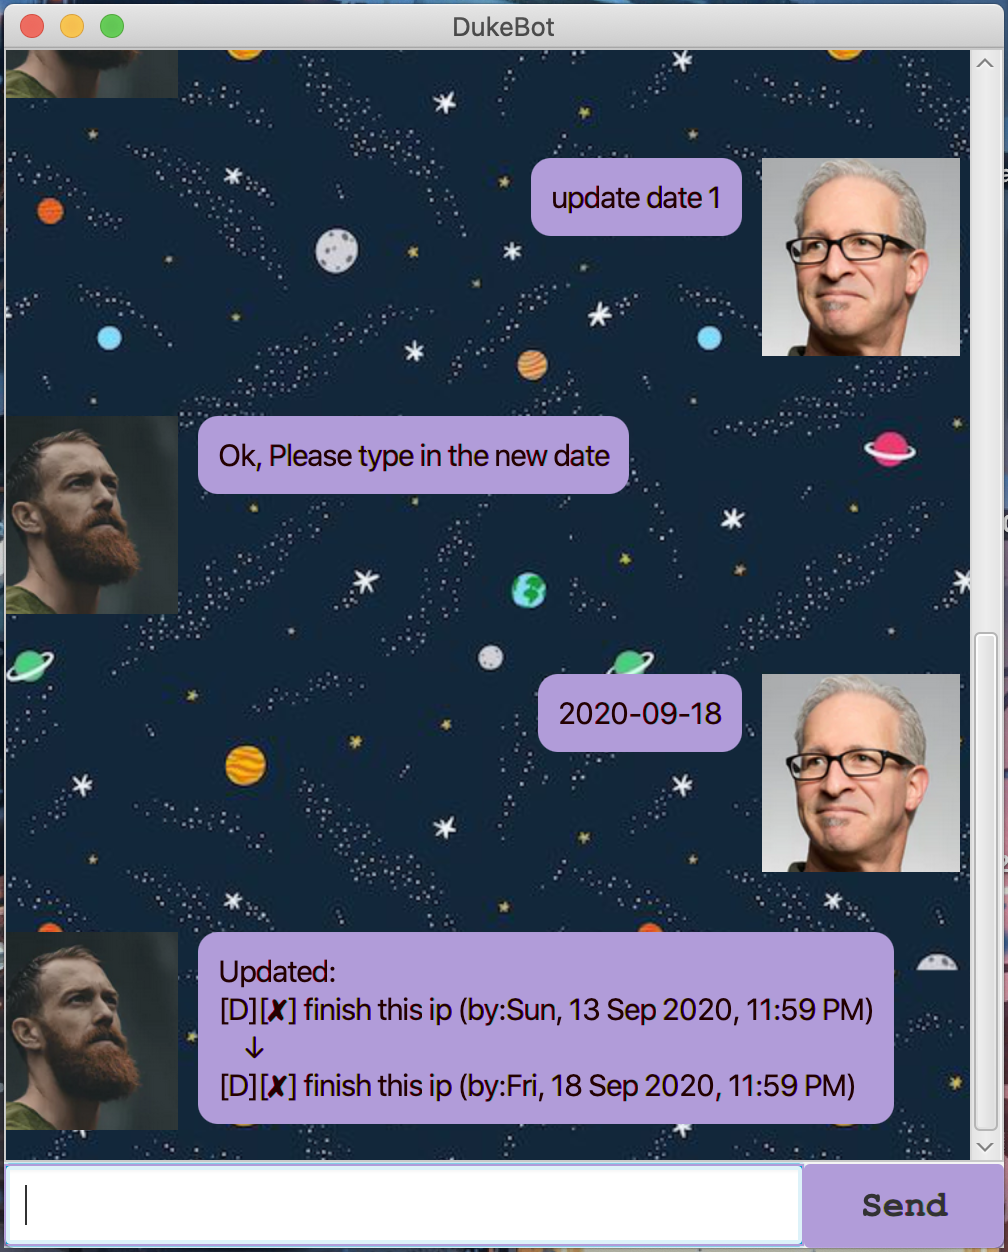 DukeBot
update date 1
Ok, Please type in the new date
2020-09-18
Updated:
[D][✗] finish this ip (by:Sun, 13 Sep 2020, 11:59 PM)
↓
[D][✗] finish this ip (by:Fri, 18 Sep 2020, 11:59 PM)
Send